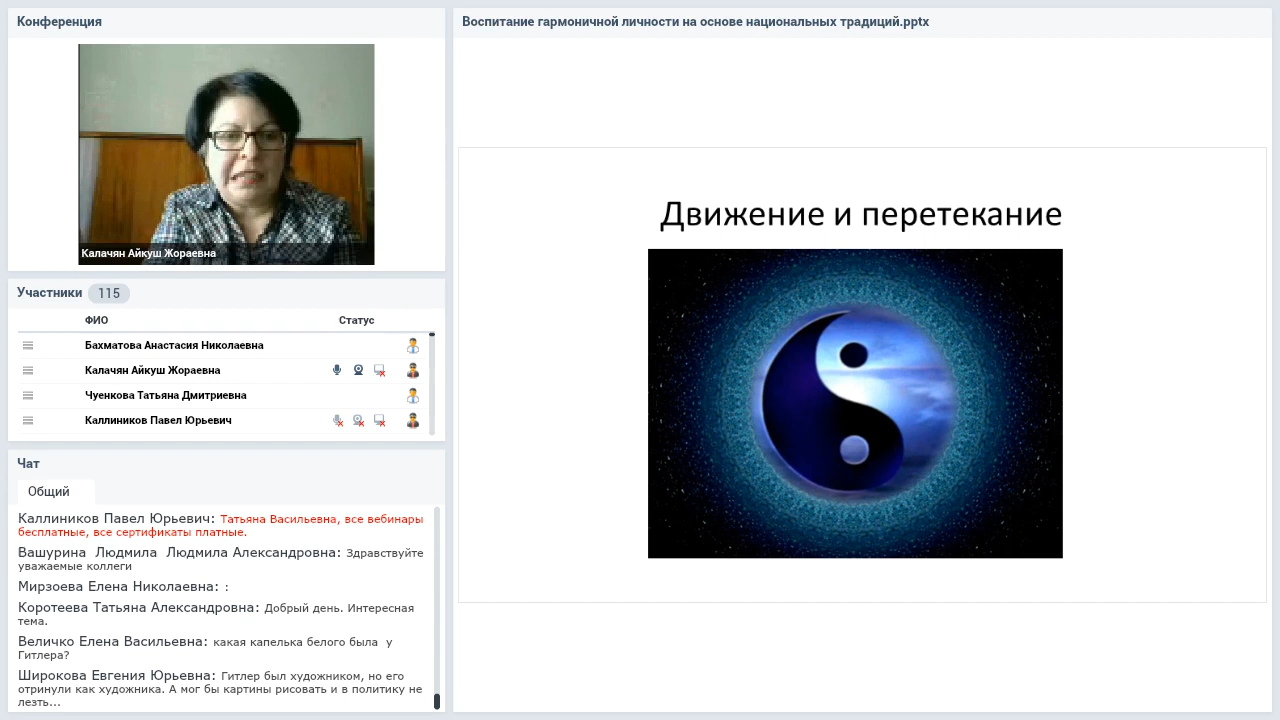 Конференция
Калачян Айкуш Жораевна
Участники 115
ФИО Статус
Бахматова Анастасия Николаевна
Калачян Айкуш Жораевна
Чуенкова Татьяна Дмитриевна
Каллиников Павел Юрьевич
Чат
Общий
Каллиников Павел Юрьевич: Татьяна Васильевна, все вебинары
бесплатные, все сертификаты платные.
Вашурина  Людмила  Людмила Александровна: Здравствуйте
уважаемые коллеги
Мирзоева Елена Николаевна: :
Коротеева Татьяна Александровна: Добрый день. Интересная
тема.
Величко Елена Васильевна: какая капелька белого была  у
Гитлера?
Широкова Евгения Юрьевна: Гитлер был художником, но его
отринули как художника. А мог бы картины рисовать и в политику не
лезть...
Воспитание гармоничной личности на основе национальных традиций.pptx
Движение и перетекание